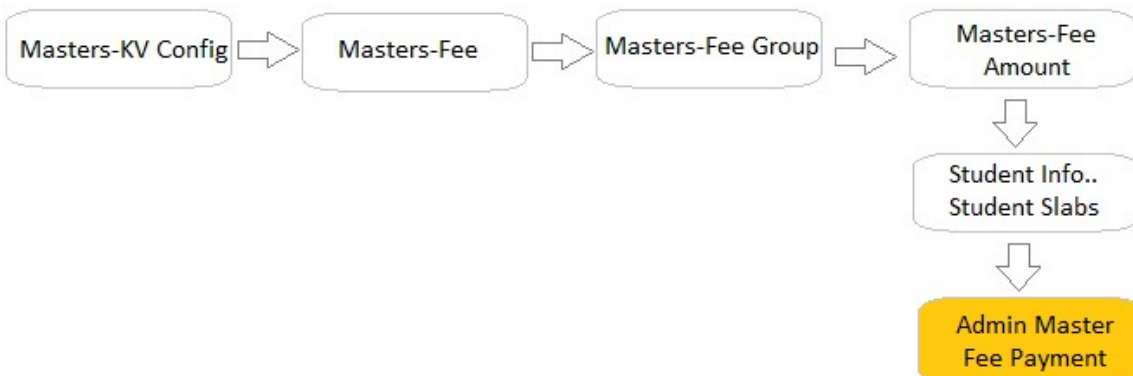 Masters-KV Config
Masters-Fee
Masters-Fee Group
Masters-Fee
Amount
Student Info..
Student Slabs
Admin Master
Fee Payment